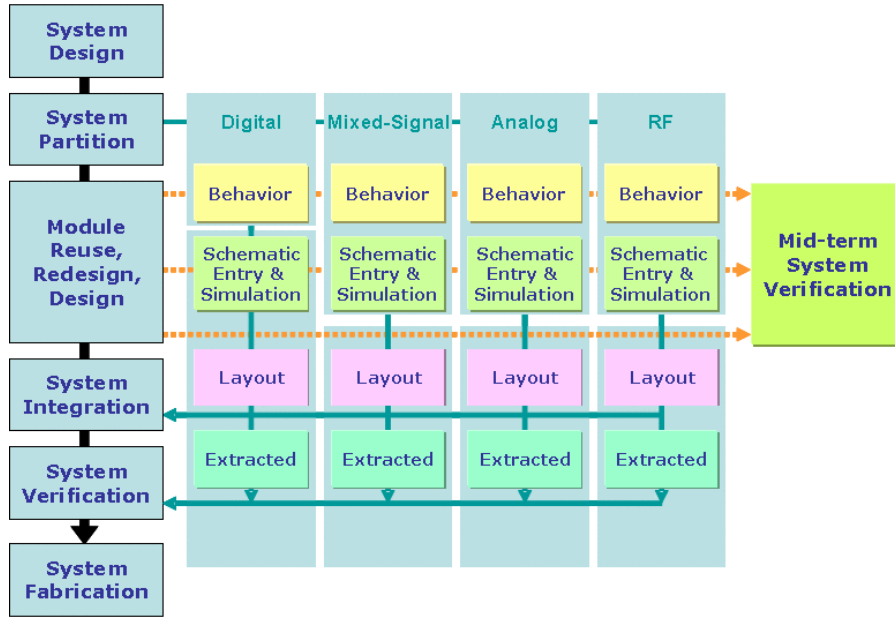 System
Design
System
Partition
Digital
Mixed-Signal
Analog
RF
Module
Reuse,
Redesign,
Design
Behavior
Behavior
Behavior
Behavior
Schematic
Entry &
Simulation
Schematic
Entry &
Simulation
Schematic
Entry &
Simulation
Schematic
Entry &
Simulation
Mid-term
System
Verification
System
Integration
Layout
Layout
Layout
Layout
System
Verification
Extracted
Extracted
Extracted
Extracted
System
Fabrication